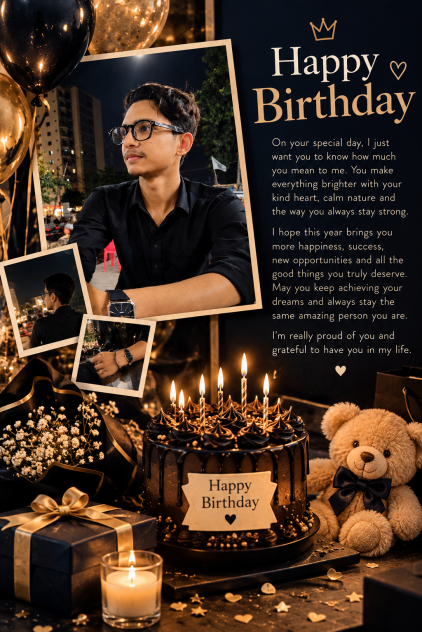 Happy
Birthday
On your special day, I just
want you to know how much
you mean to me. You make
everything brighter with your
kind heart, calm nature and
the way you always stay strong.
I hope this year brings you
more happiness, success,
new opportunities and all the
good things you truly deserve.
May you keep achieving your
dreams and always stay the
same amazing person you are.
I'm really proud of you and
grateful to have you in my life.
Happy
Birthday